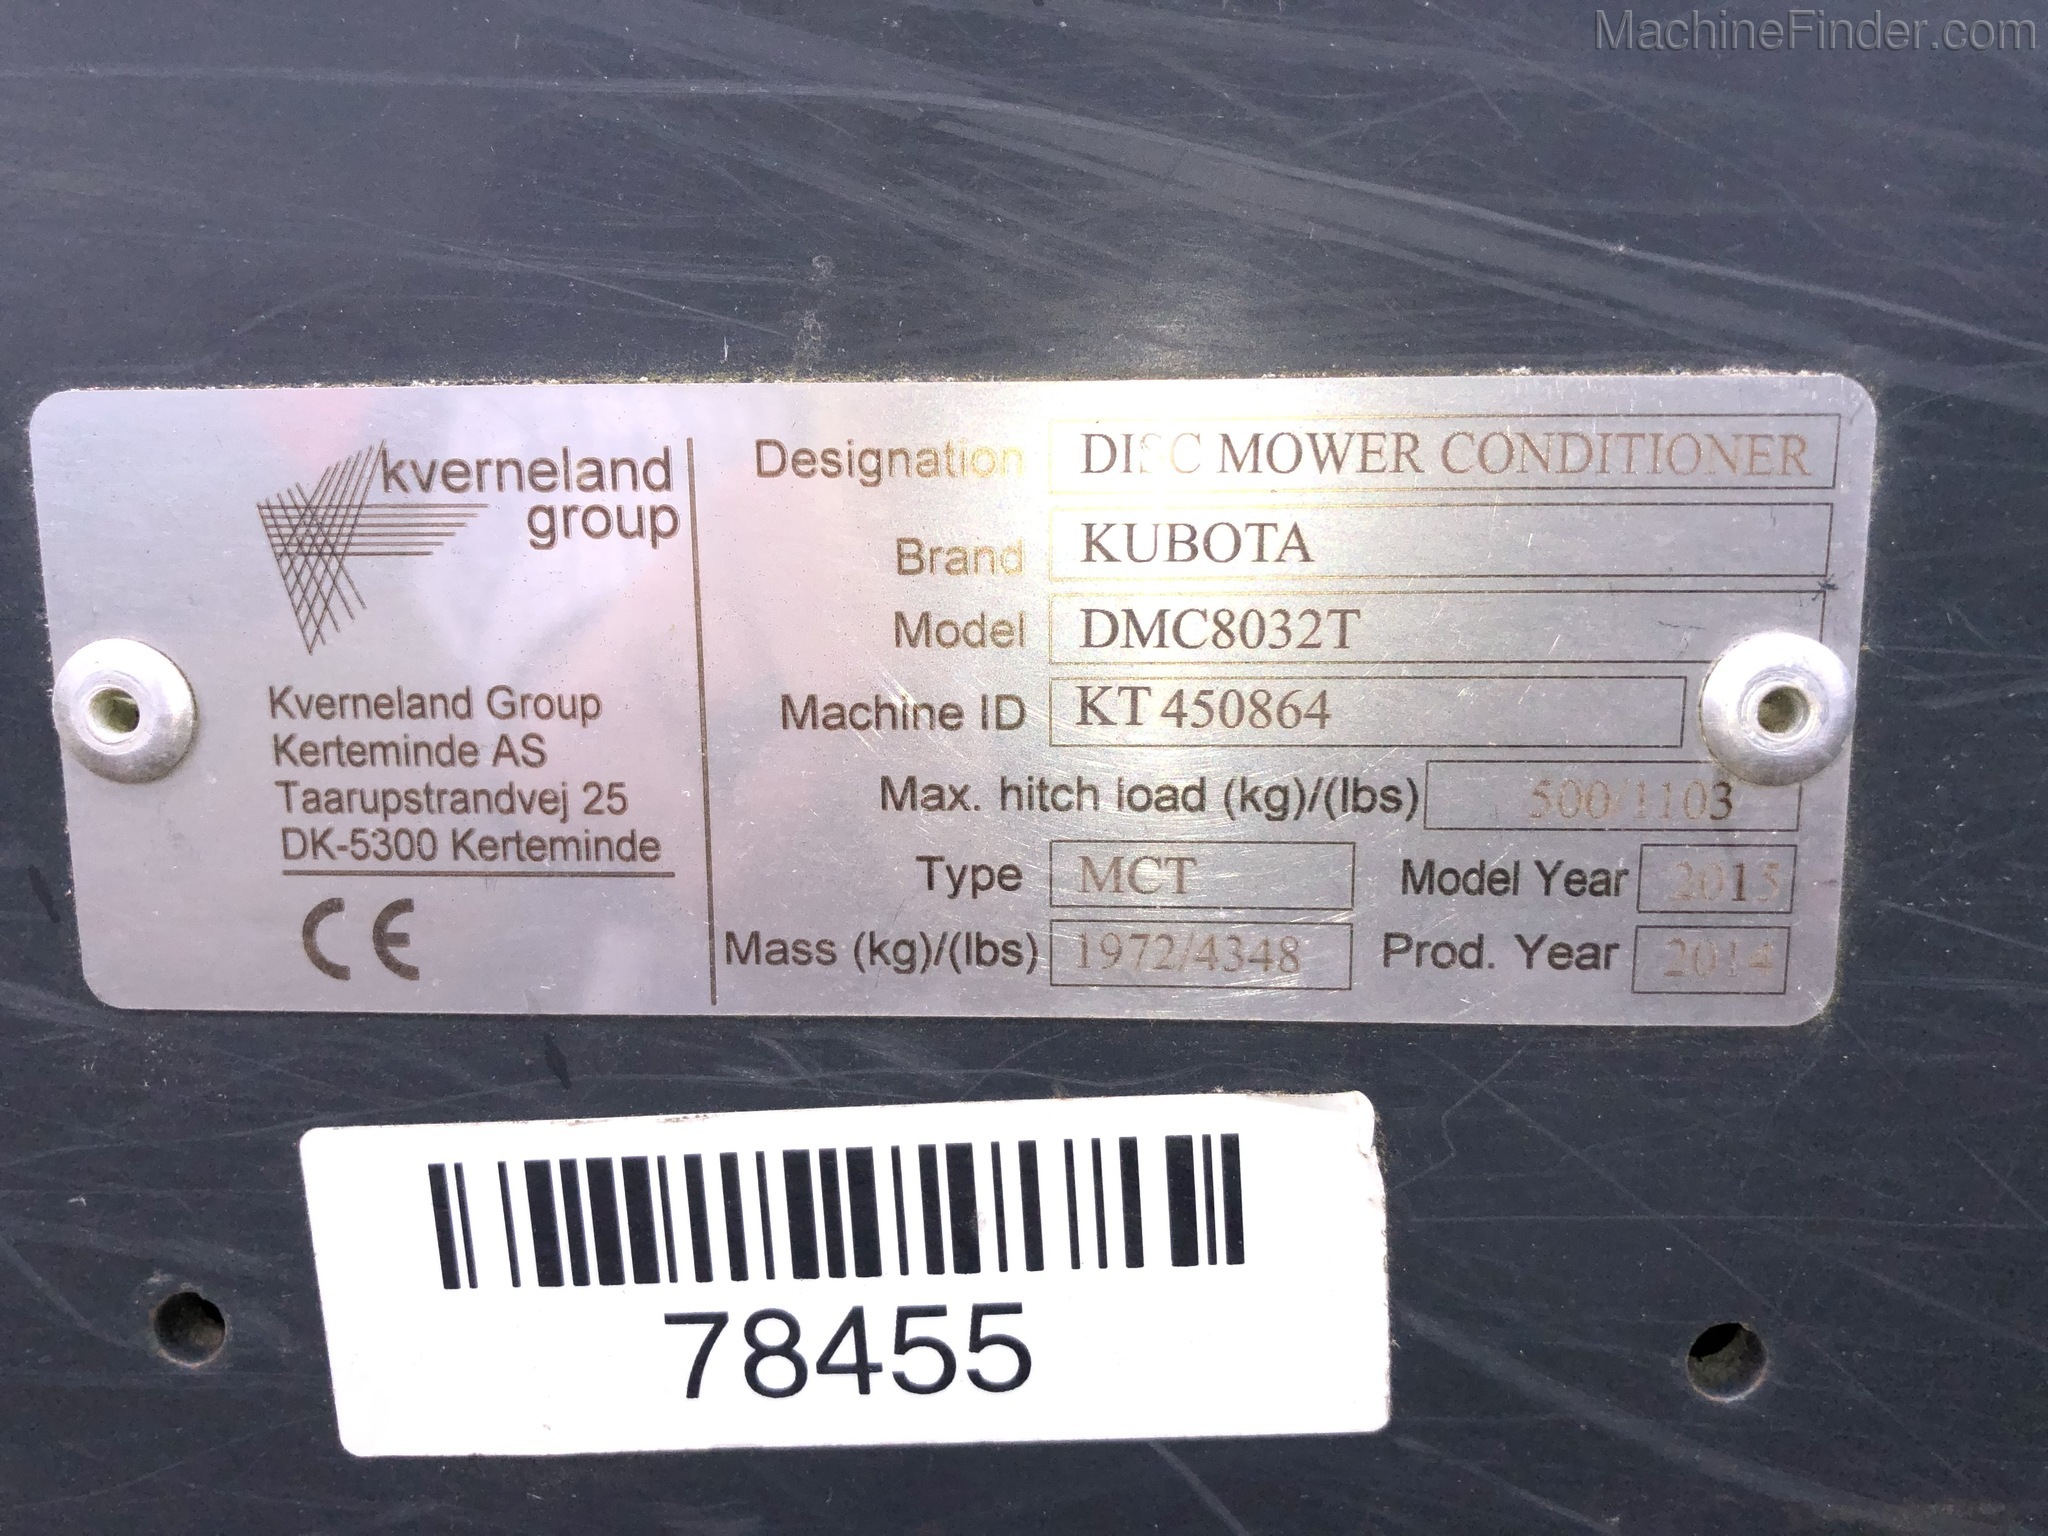 MachineFinder.com
kverneland
group
Kverneland Group
Kerteminde AS
Taarupstrandvej 25
DK-5300 Kerteminde
CE
Designation DISC MOWER CONDITIONER
Brand KUBOTA
Model DMC8032T
Machine ID KT450864
Max. hitch load (kg)/(lbs) 500/1103
Type MCT Model Year 2015
Mass (kg)/(lbs) 1972/4348 Prod. Year 2014
78455